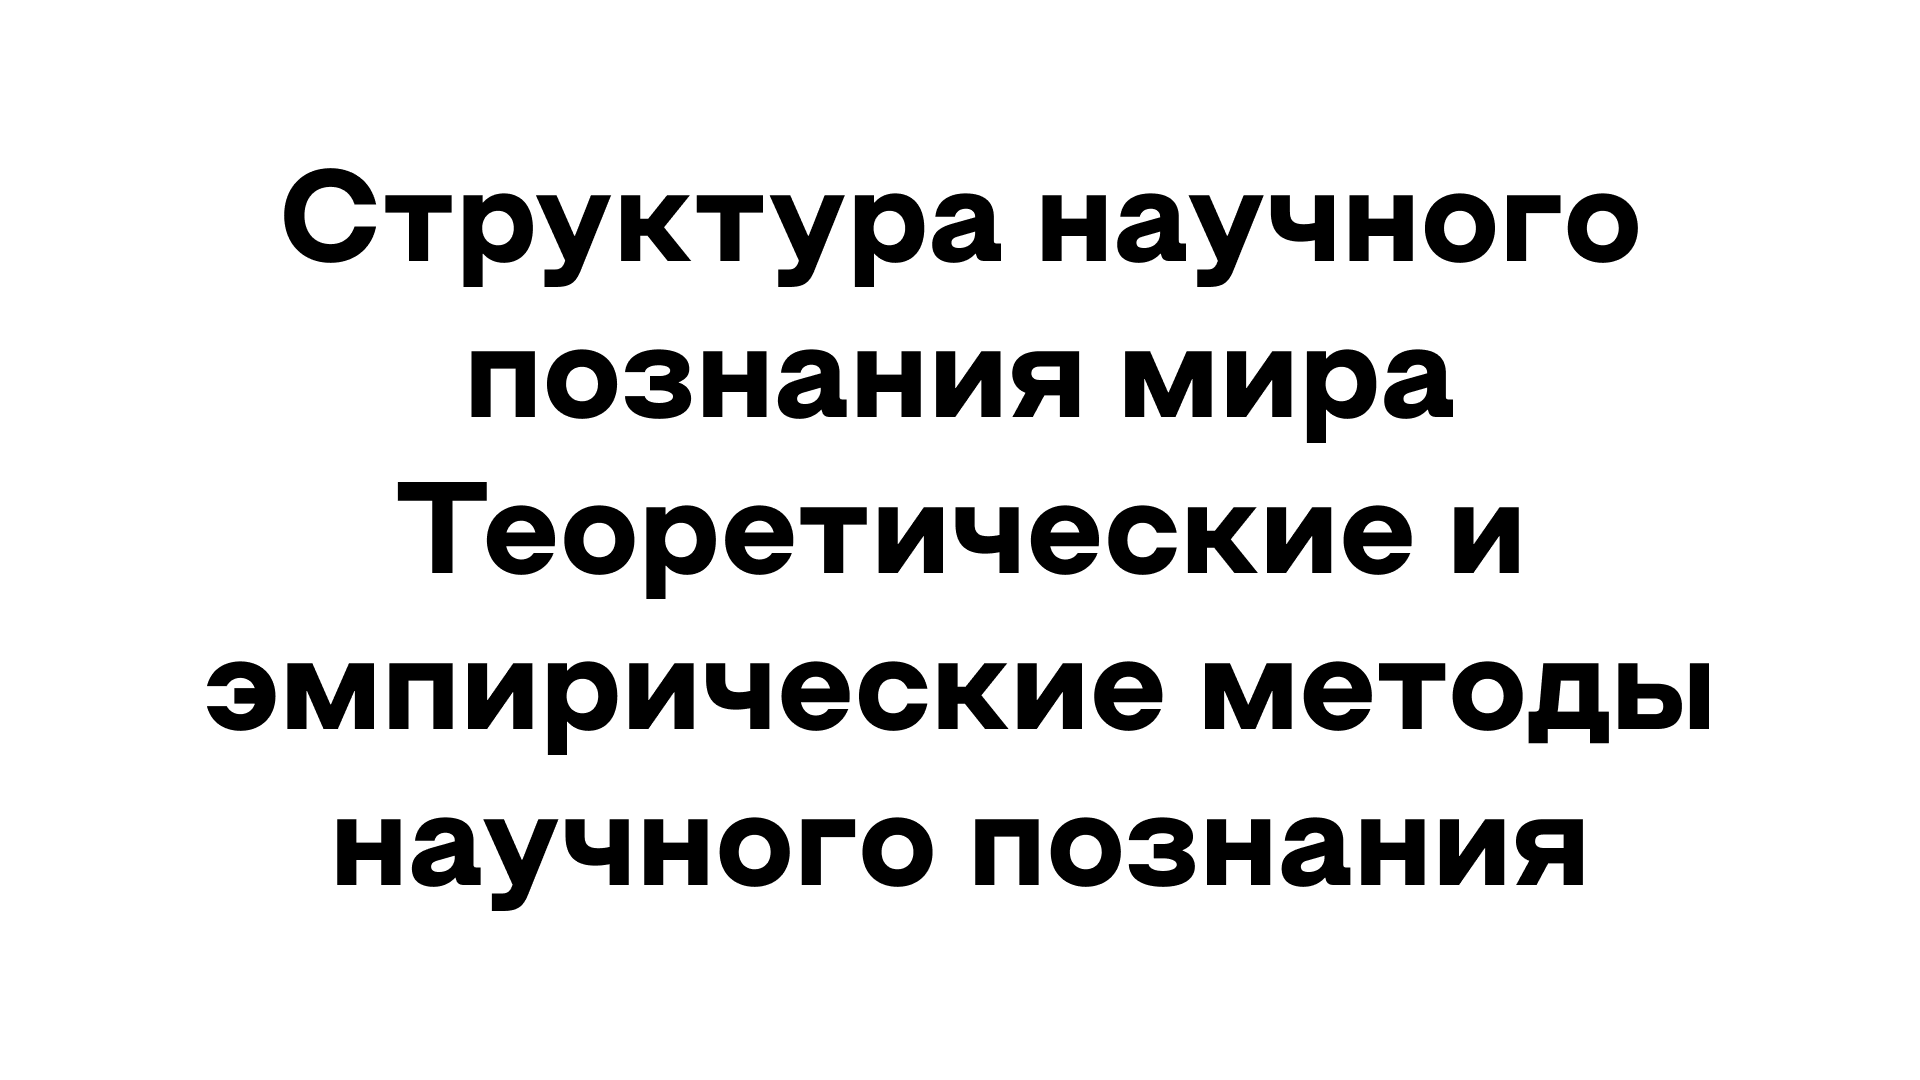 Структура научного
познания мира
Теоретические и
эмпирические методы
научного познания